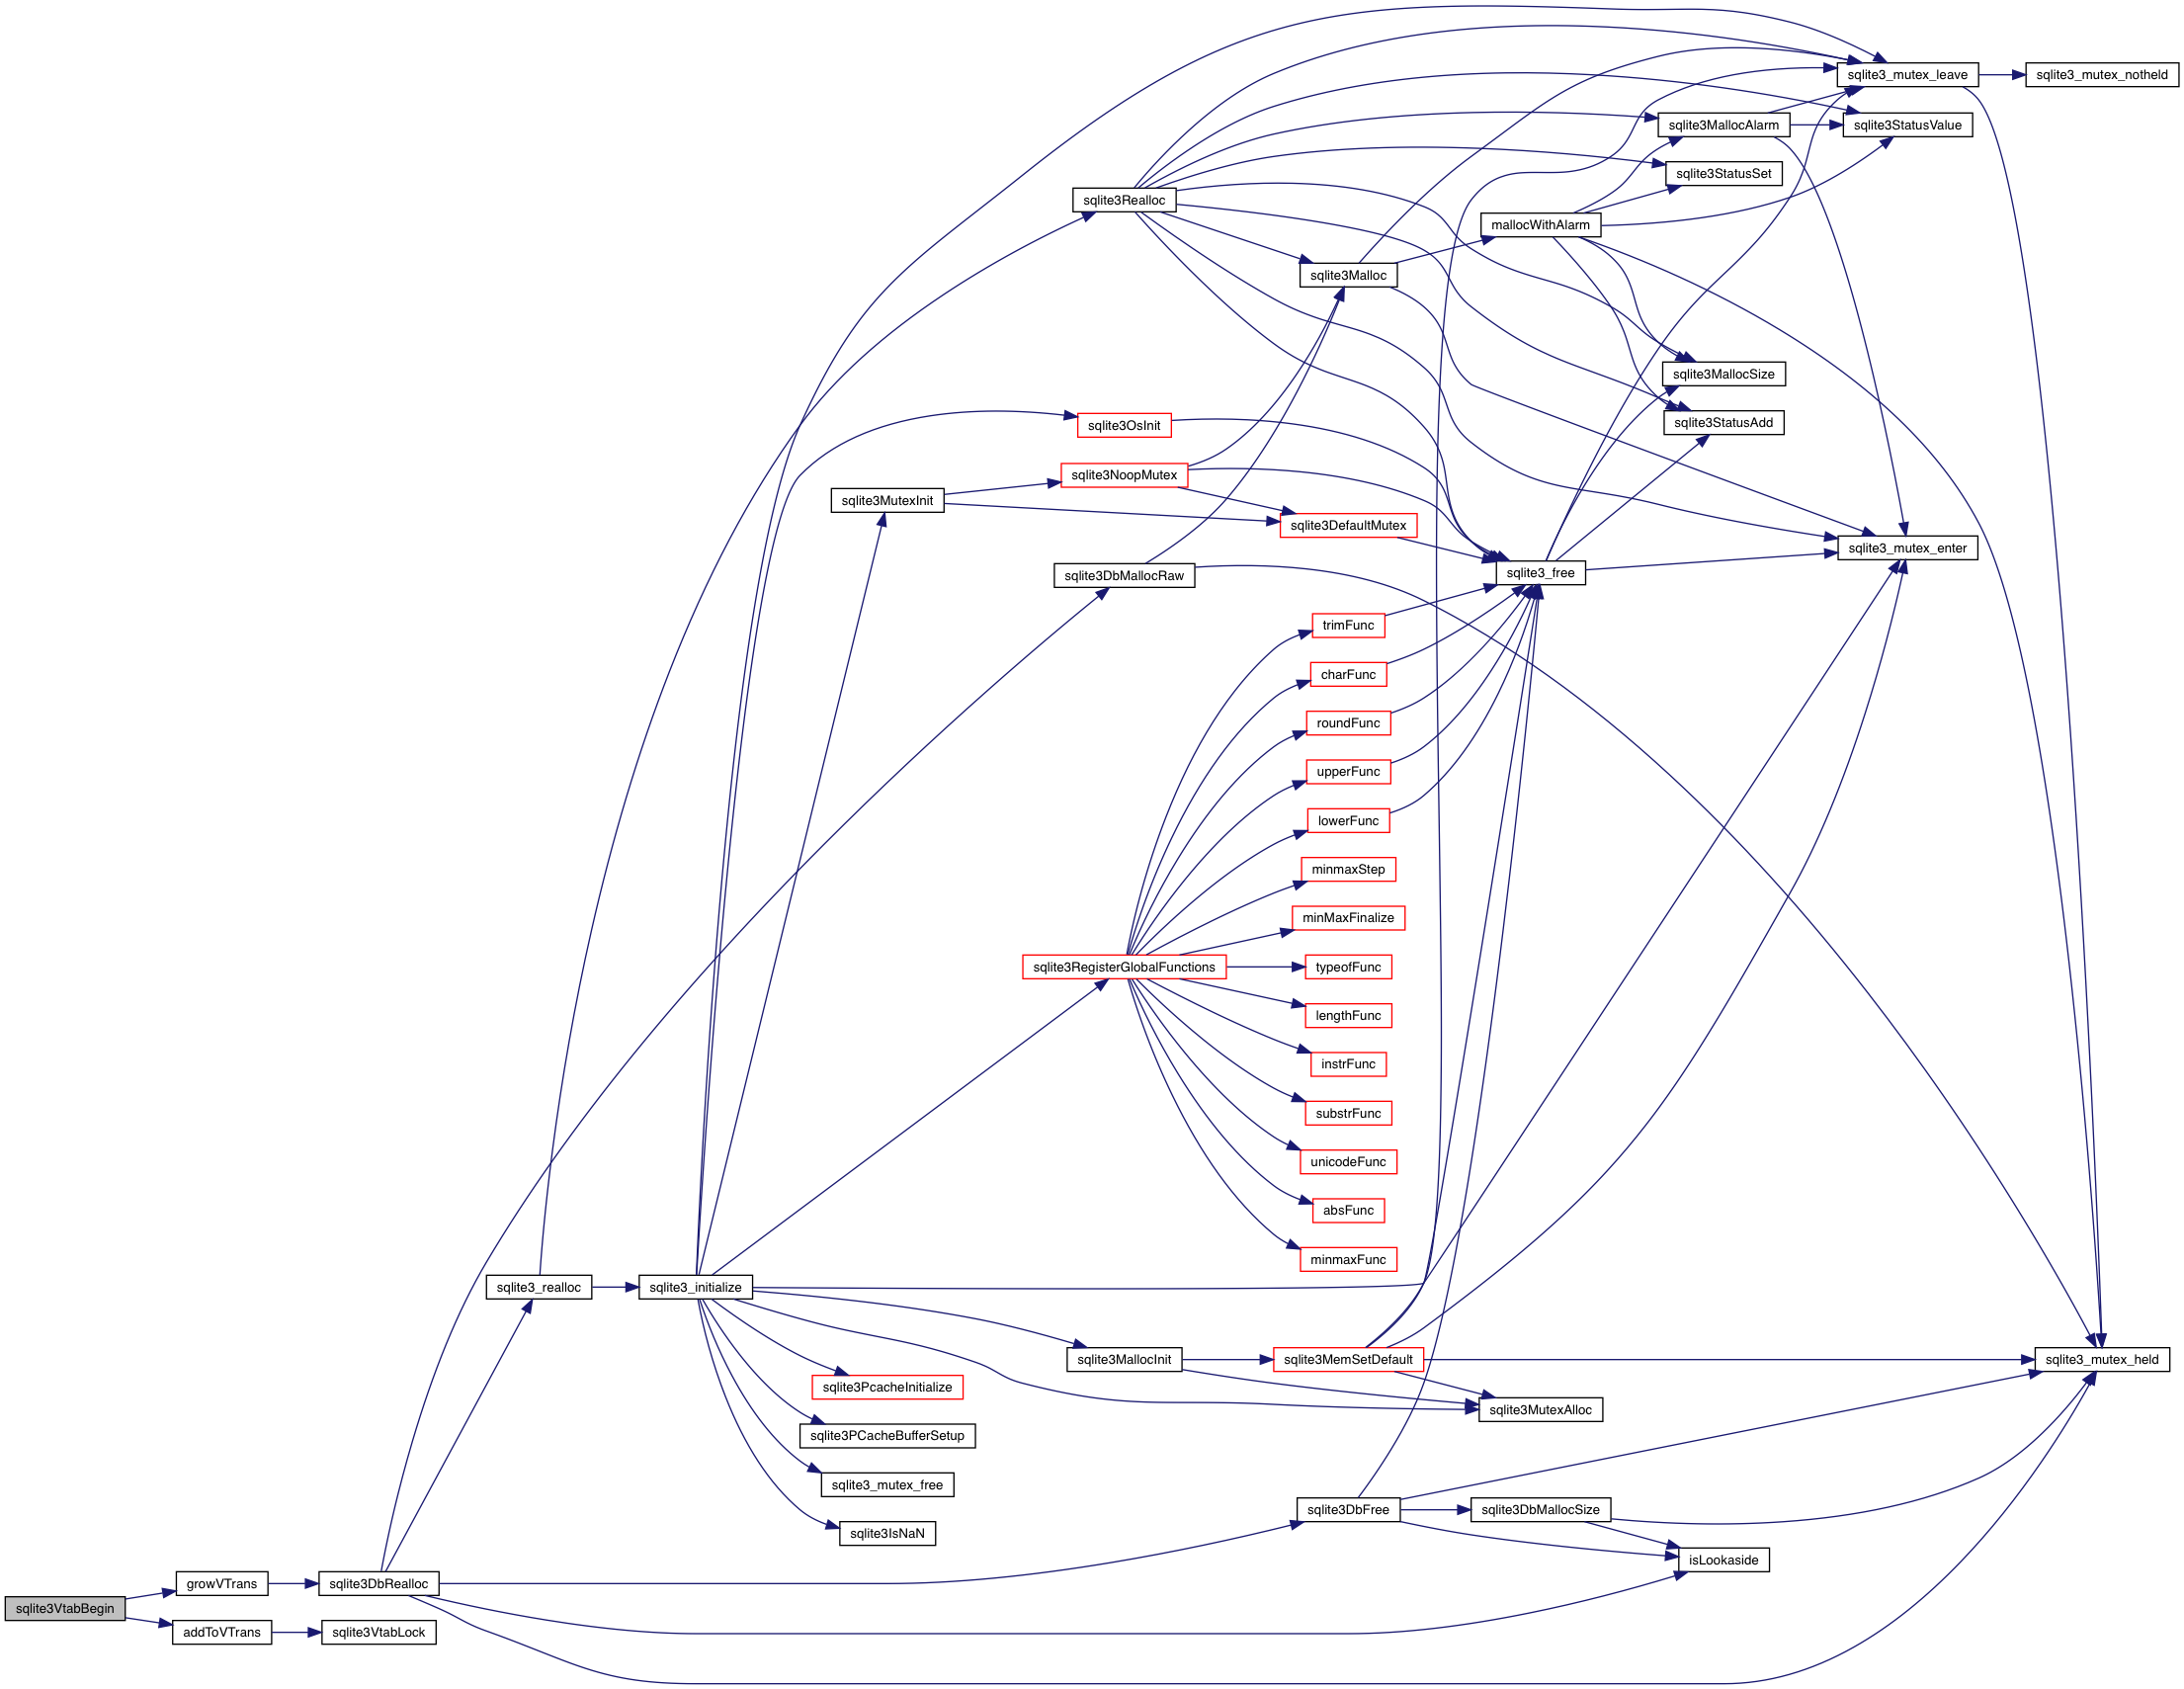 sqlite3_mutex_leave
sqlite3_mutex_notheld
sqlite3MallocAlarm
sqlite3StatusValue
sqlite3StatusSet
sqlite3Realloc
mallocWithAlarm
sqlite3Malloc
sqlite3MallocSize
sqlite3OsInit
sqlite3StatusAdd
sqlite3NoopMutex
sqlite3MutexInit
sqlite3DefaultMutex
sqlite3_mutex_enter
sqlite3DbMallocRaw
sqlite3_free
trimFunc
charFunc
roundFunc
upperFunc
lowerFunc
minmaxStep
minMaxFinalize
sqlite3RegisterGlobalFunctions
typeofFunc
lengthFunc
instrFunc
substrFunc
unicodeFunc
absFunc
minmaxFunc
sqlite3_realloc
sqlite3_initialize
sqlite3MallocInit
sqlite3MemSetDefault
sqlite3_mutex_held
sqlite3PcacheInitialize
sqlite3MutexAlloc
sqlite3PCacheBufferSetup
sqlite3_mutex_free
sqlite3DbFree
sqlite3DbMallocSize
sqlite3IsNaN
isLookaside
growVTrans
sqlite3DbRealloc
sqlite3VtabBegin
addToVTrans
sqlite3VtabLock